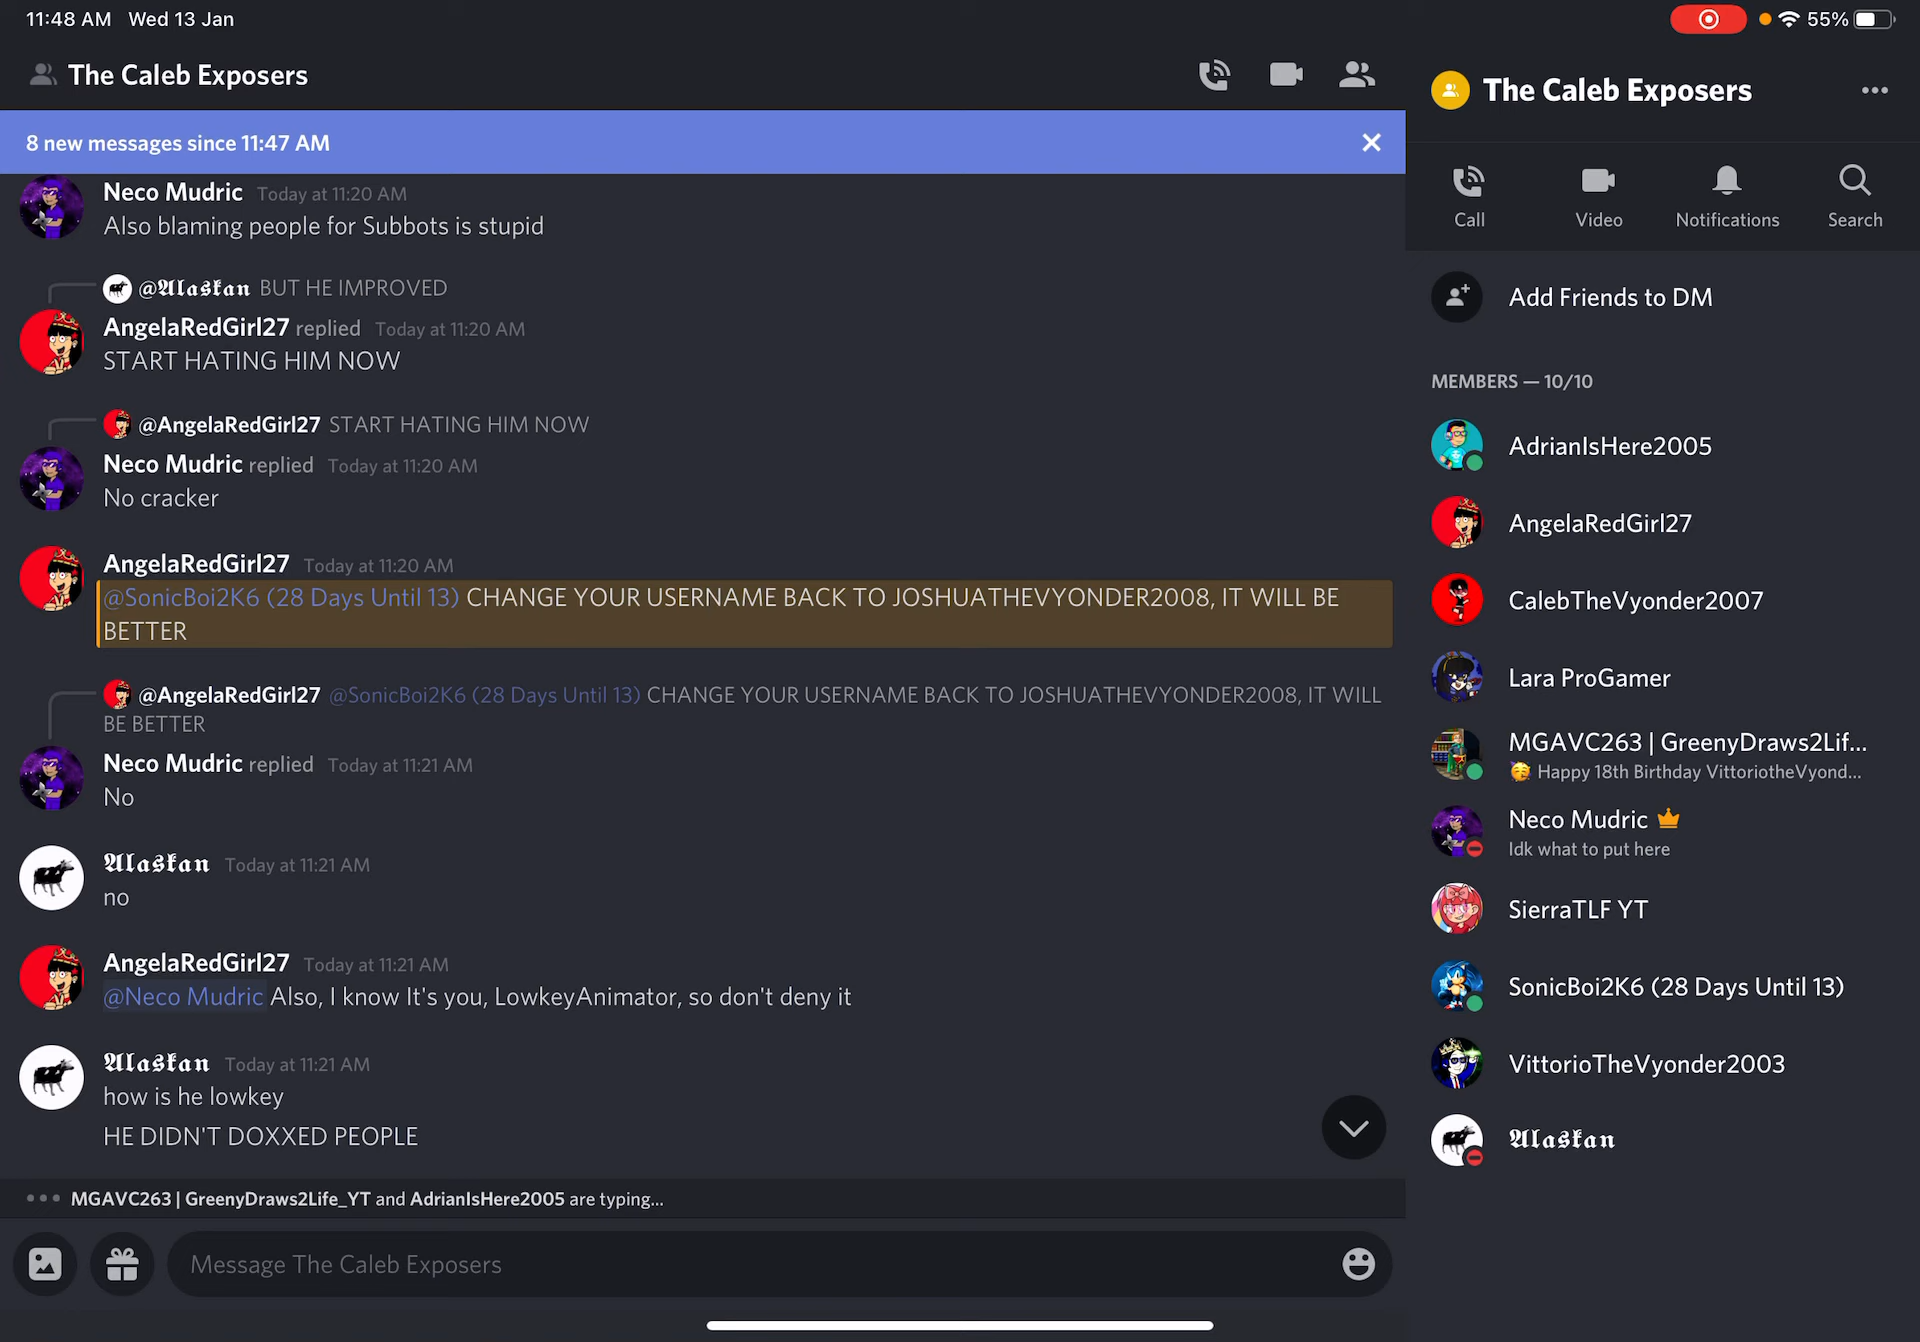 11:48 AM Wed 13 Jan
55%
The Caleb Exposers
8 new messages since 11:47 AM
Neco Mudric Today at 11:20 AM
Also blaming people for Subbots is stupid
@𝕬𝖑𝖆𝖘𝖐𝖆𝖓 BUT HE IMPROVED
AngelaRedGirl27 replied Today at 11:20 AM
START HATING HIM NOW
@AngelaRedGirl27 START HATING HIM NOW
Neco Mudric replied Today at 11:20 AM
No cracker
AngelaRedGirl27 Today at 11:20 AM
@SonicBoi2K6 (28 Days Until 13) CHANGE YOUR USERNAME BACK TO JOSHUATHEVYONDER2008, IT WILL BE
BETTER
@AngelaRedGirl27 @SonicBoi2K6 (28 Days Until 13) CHANGE YOUR USERNAME BACK TO JOSHUATHEVYONDER2008, IT WILL
BE BETTER
Neco Mudric replied Today at 11:21 AM
No
𝕬𝖑𝖆𝖘𝖐𝖆𝖓 Today at 11:21 AM
no
AngelaRedGirl27 Today at 11:21 AM
@Neco Mudric Also, I know It's you, LowkeyAnimator, so don't deny it
𝕬𝖑𝖆𝖘𝖐𝖆𝖓 Today at 11:21 AM
how is he lowkey
HE DIDN'T DOXXED PEOPLE
MGAVC263 | GreenyDraws2Life_YT and AdrianIsHere2005 are typing...
Message The Caleb Exposers
The Caleb Exposers
Call Video Notifications Search
Add Friends to DM
MEMBERS — 10/10
AdrianIsHere2005
AngelaRedGirl27
CalebTheVyonder2007
Lara ProGamer
MGAVC263 | GreenyDraws2Lif...
🥳 Happy 18th Birthday VittoriotheVyond...
Neco Mudric
Idk what to put here
SierraTLF YT
SonicBoi2K6 (28 Days Until 13)
VittorioTheVyonder2003
𝕬𝖑𝖆𝖘𝖐𝖆𝖓